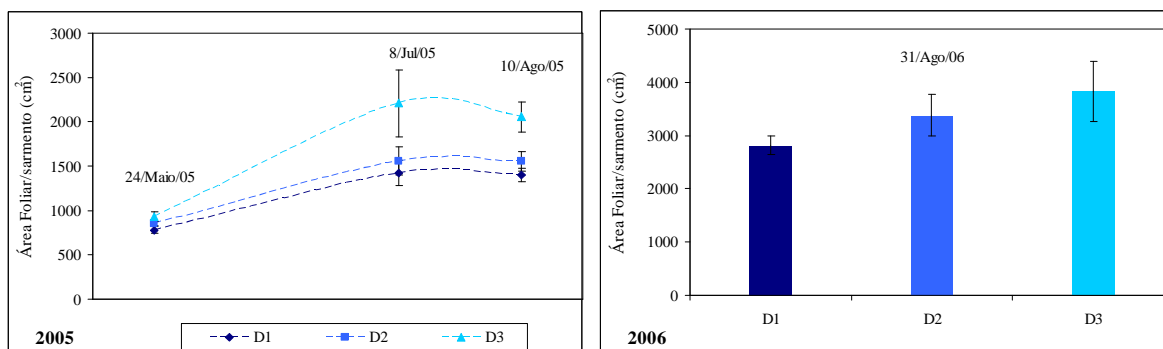 Área Foliar/sarmento (cm²)
3000
2500
2000
1500
1000
500
0
24/Maio/05
8/Jul/05
10/Ago/05
2005
D1
D2
D3
Área Foliar/sarmento (cm²)
5000
4000
3000
2000
1000
0
31/Ago/06
D1
D2
D3
2006